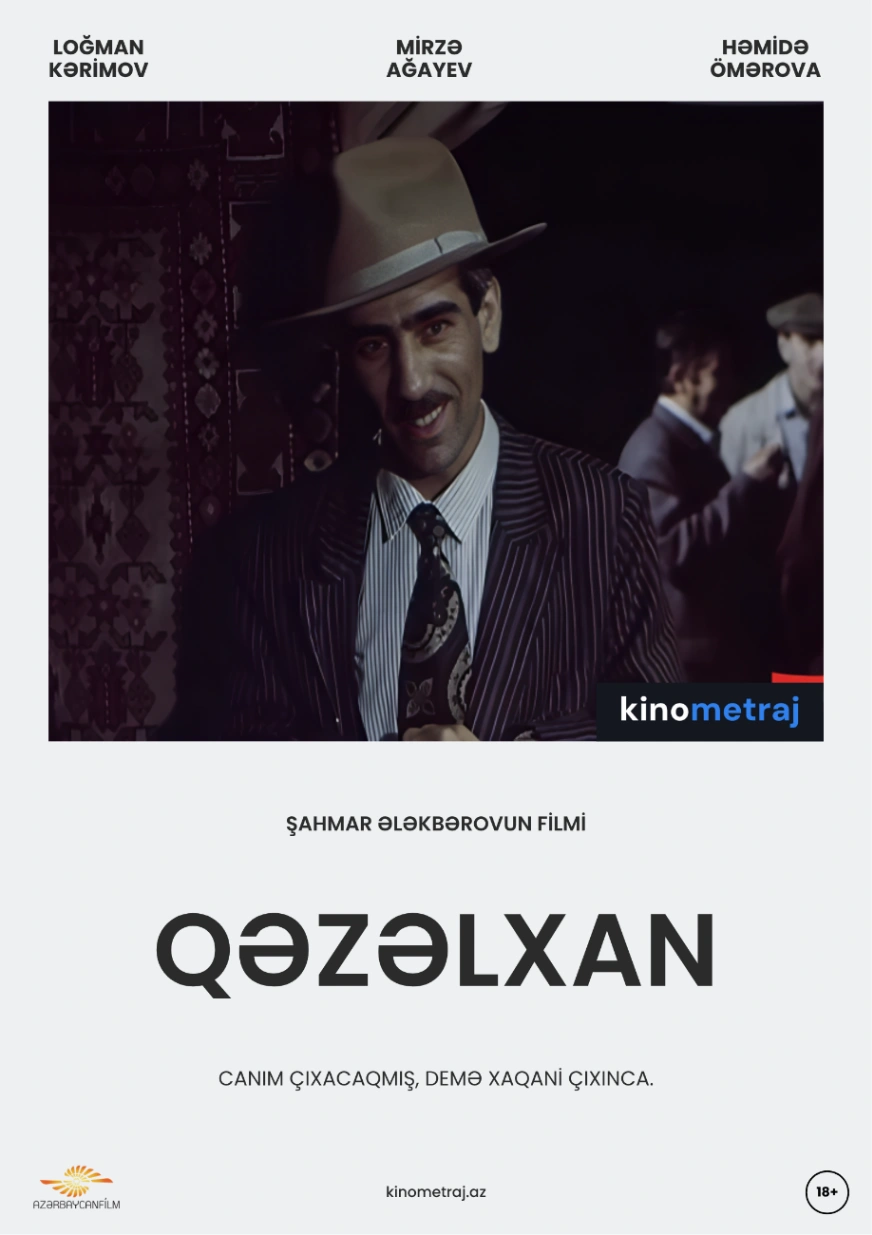 LOĞMAN
KƏRİMOV
MİRZƏ
AĞAYEV
HƏMİDƏ
ÖMƏROVA
kinometraj
ŞAHMAR ƏLƏKBƏROVUN FİLMİ
QƏZƏLXAN
CANIM ÇIXACAQMIŞ, DEMƏ XAQANİ ÇIXINCA.
AZƏRBAYCANFİLM
kinometraj.az
18+